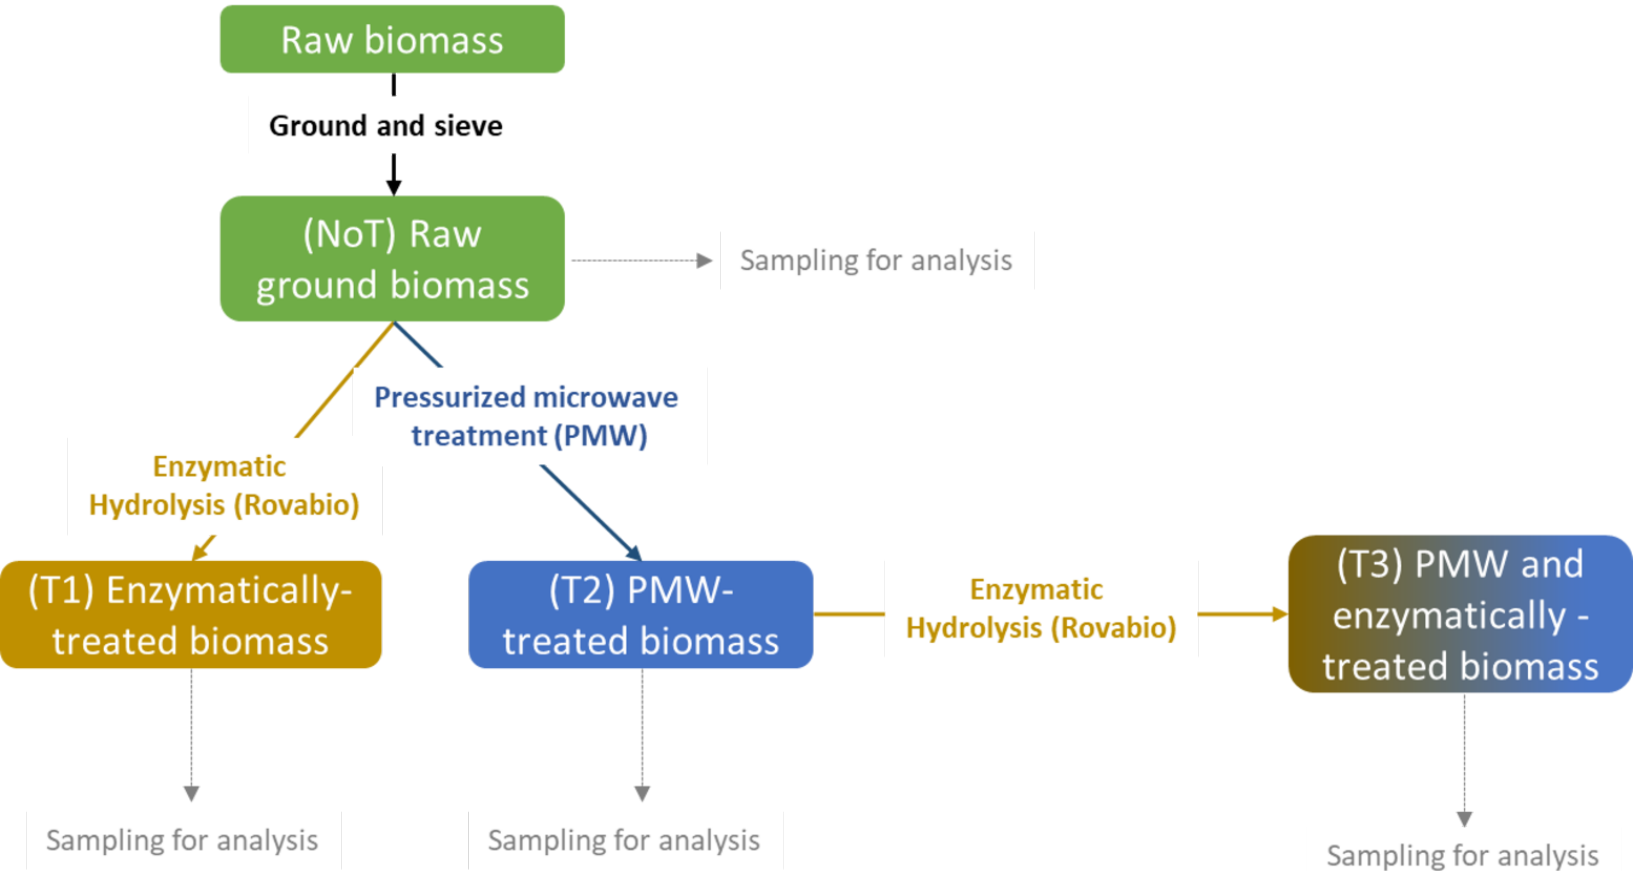 Raw biomass
Ground and sieve
(NoT) Raw
ground biomass
Sampling for analysis
Pressurized microwave
treatment (PMW)
Enzymatic
Hydrolysis (Rovabio)
(T1) Enzymatically-
treated biomass
(T2) PMW-
treated biomass
Enzymatic
Hydrolysis (Rovabio)
(T3) PMW and
enzymatically -
treated biomass
Sampling for analysis
Sampling for analysis
Sampling for analysis